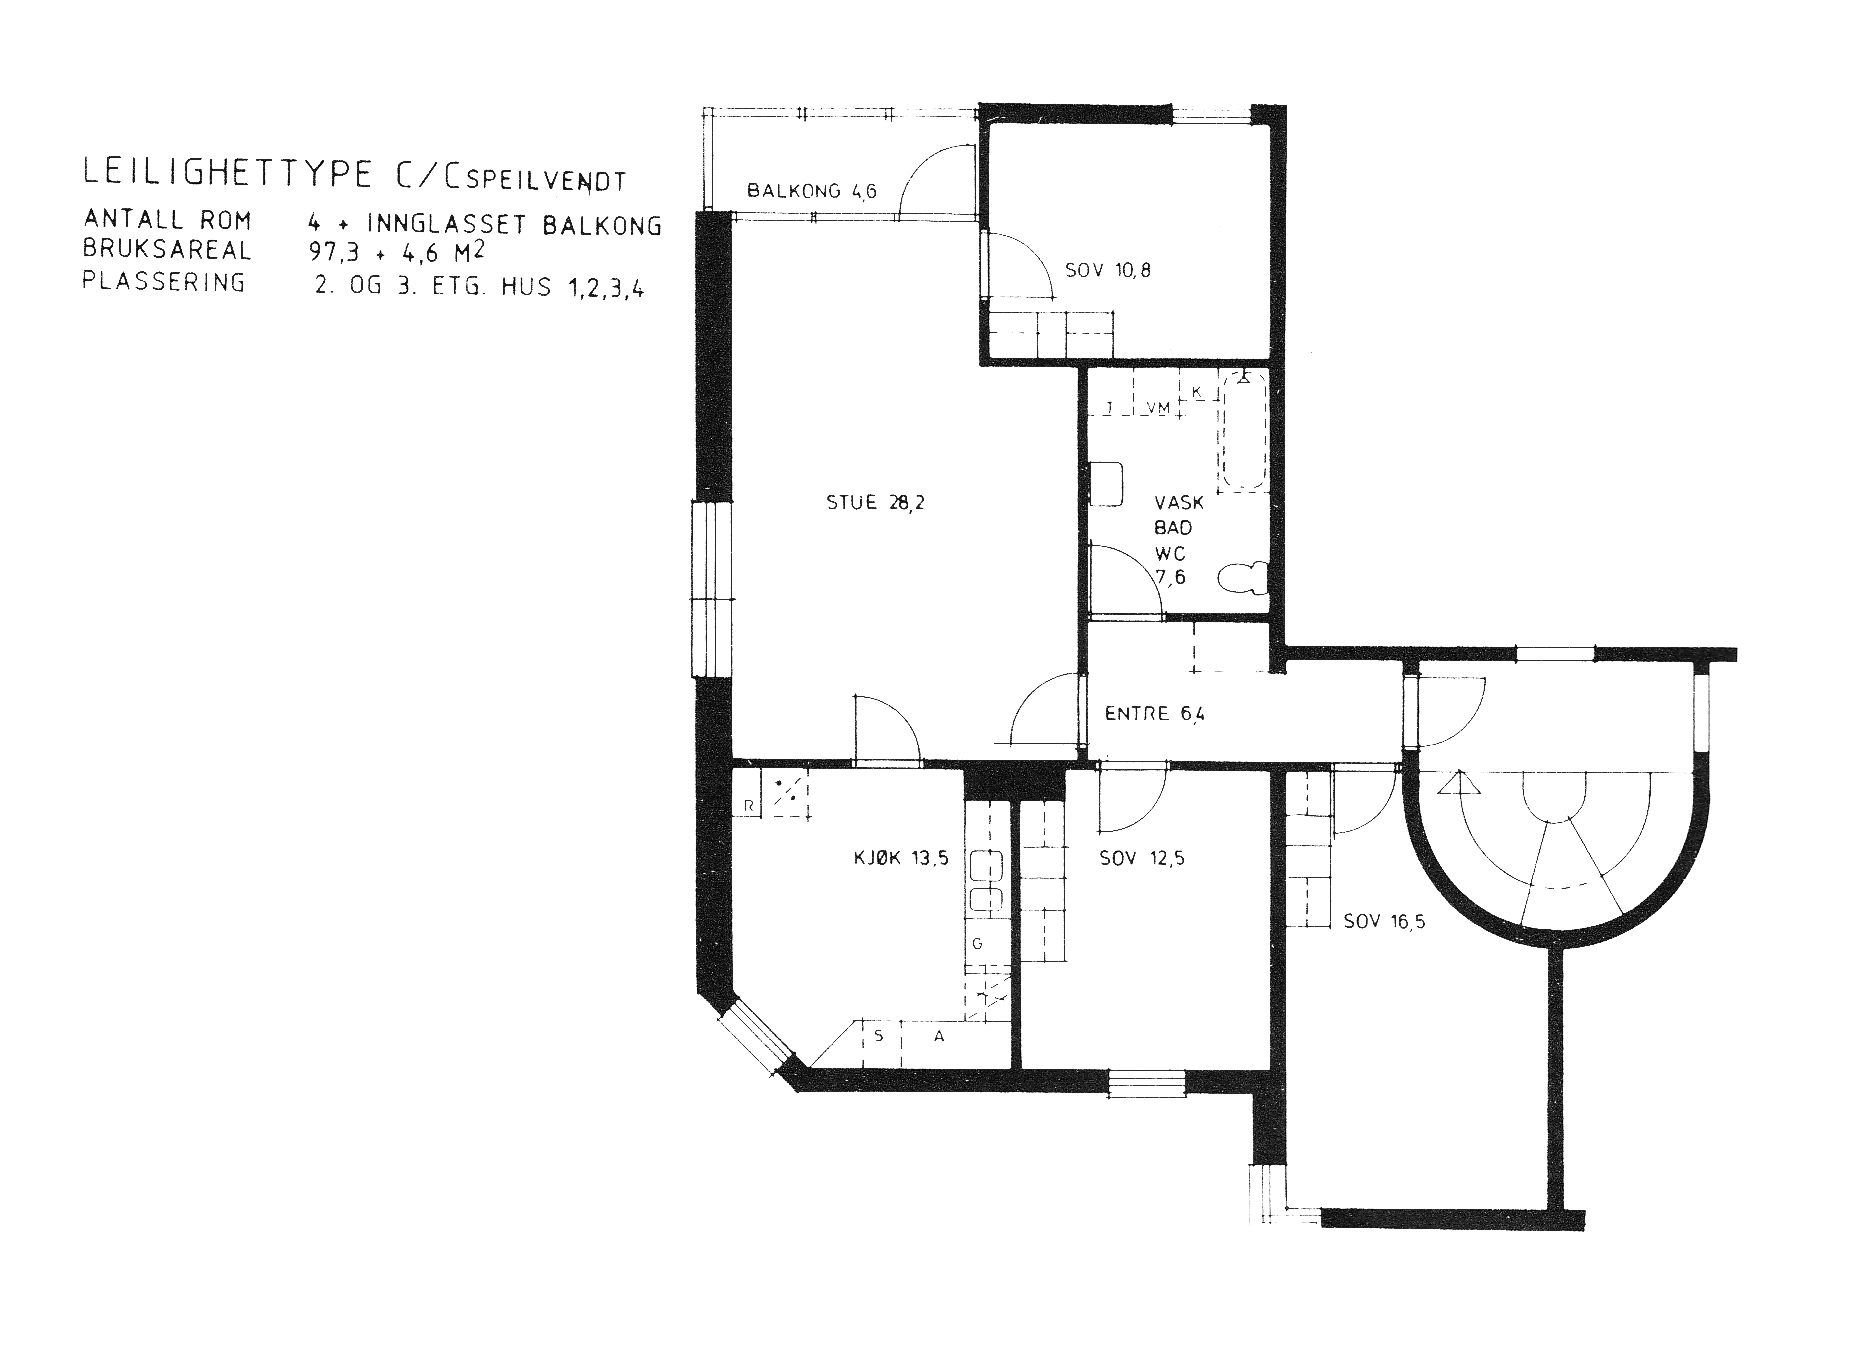 LEILIGHETTYPE C/C SPEILVENDT
ANTALL ROM 4 + INNGLASSET BALKONG
BRUKSAREAL 97,3 + 4,6 M2
PLASSERING 2. OG 3. ETG. HUS 1,2,3,4
BALKONG 4,6
SOV 10,8
K
T VM
STUE 28,2
VASK
BAD
WC
7,6
ENTRE 6,4
R
KJØK 13,5
SOV 12,5
SOV 16,5
G
S A